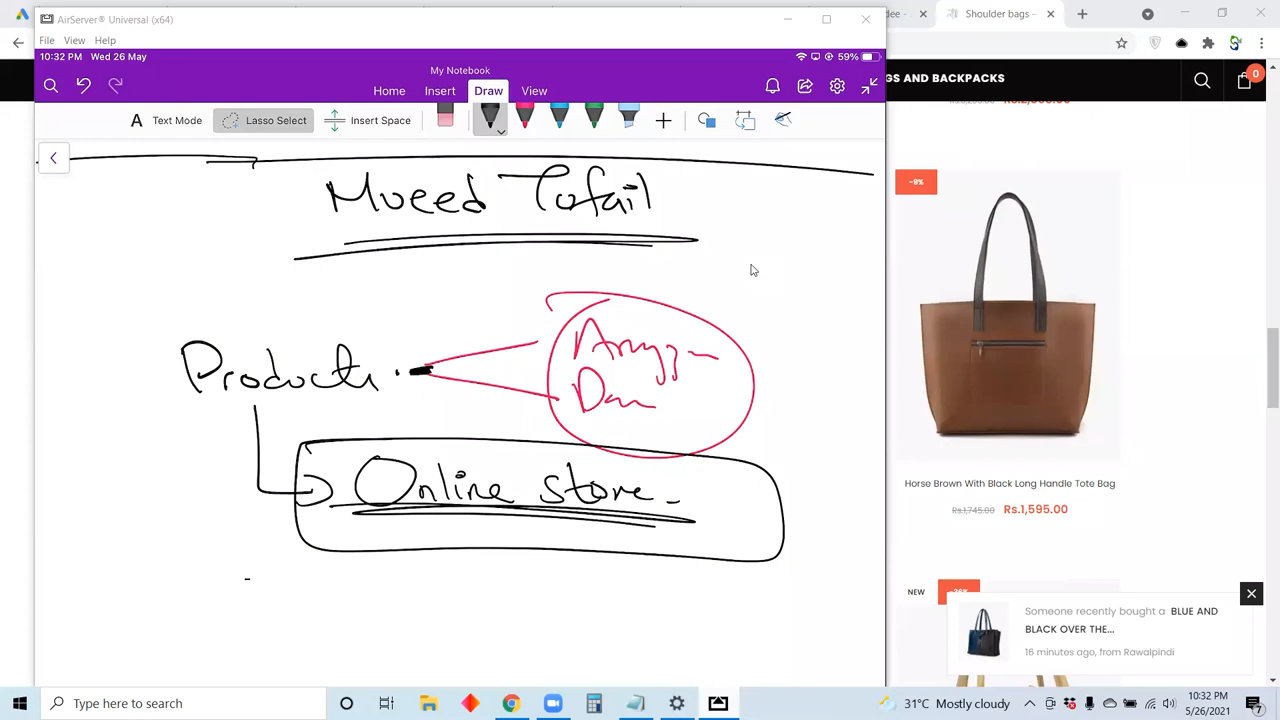 AirServer® Universal (x64)
File View Help
10:32 PM Wed 26 May
59%
My Notebook
Home Insert Draw View
A Text Mode Lasso Select Insert Space
Mueed Tofail
Products
Online store
dee - Shoulder bags -
GS AND BACKPACKS
0
-9%
Horse Brown With Black Long Handle Tote Bag
Rs.1,745.00 Rs.1,595.00
NEW
Someone recently bought a BLUE AND
BLACK OVER THE...
16 minutes ago, from Rawalpindi
Type here to search
31°C Mostly cloudy
10:32 PM
5/26/2021
7